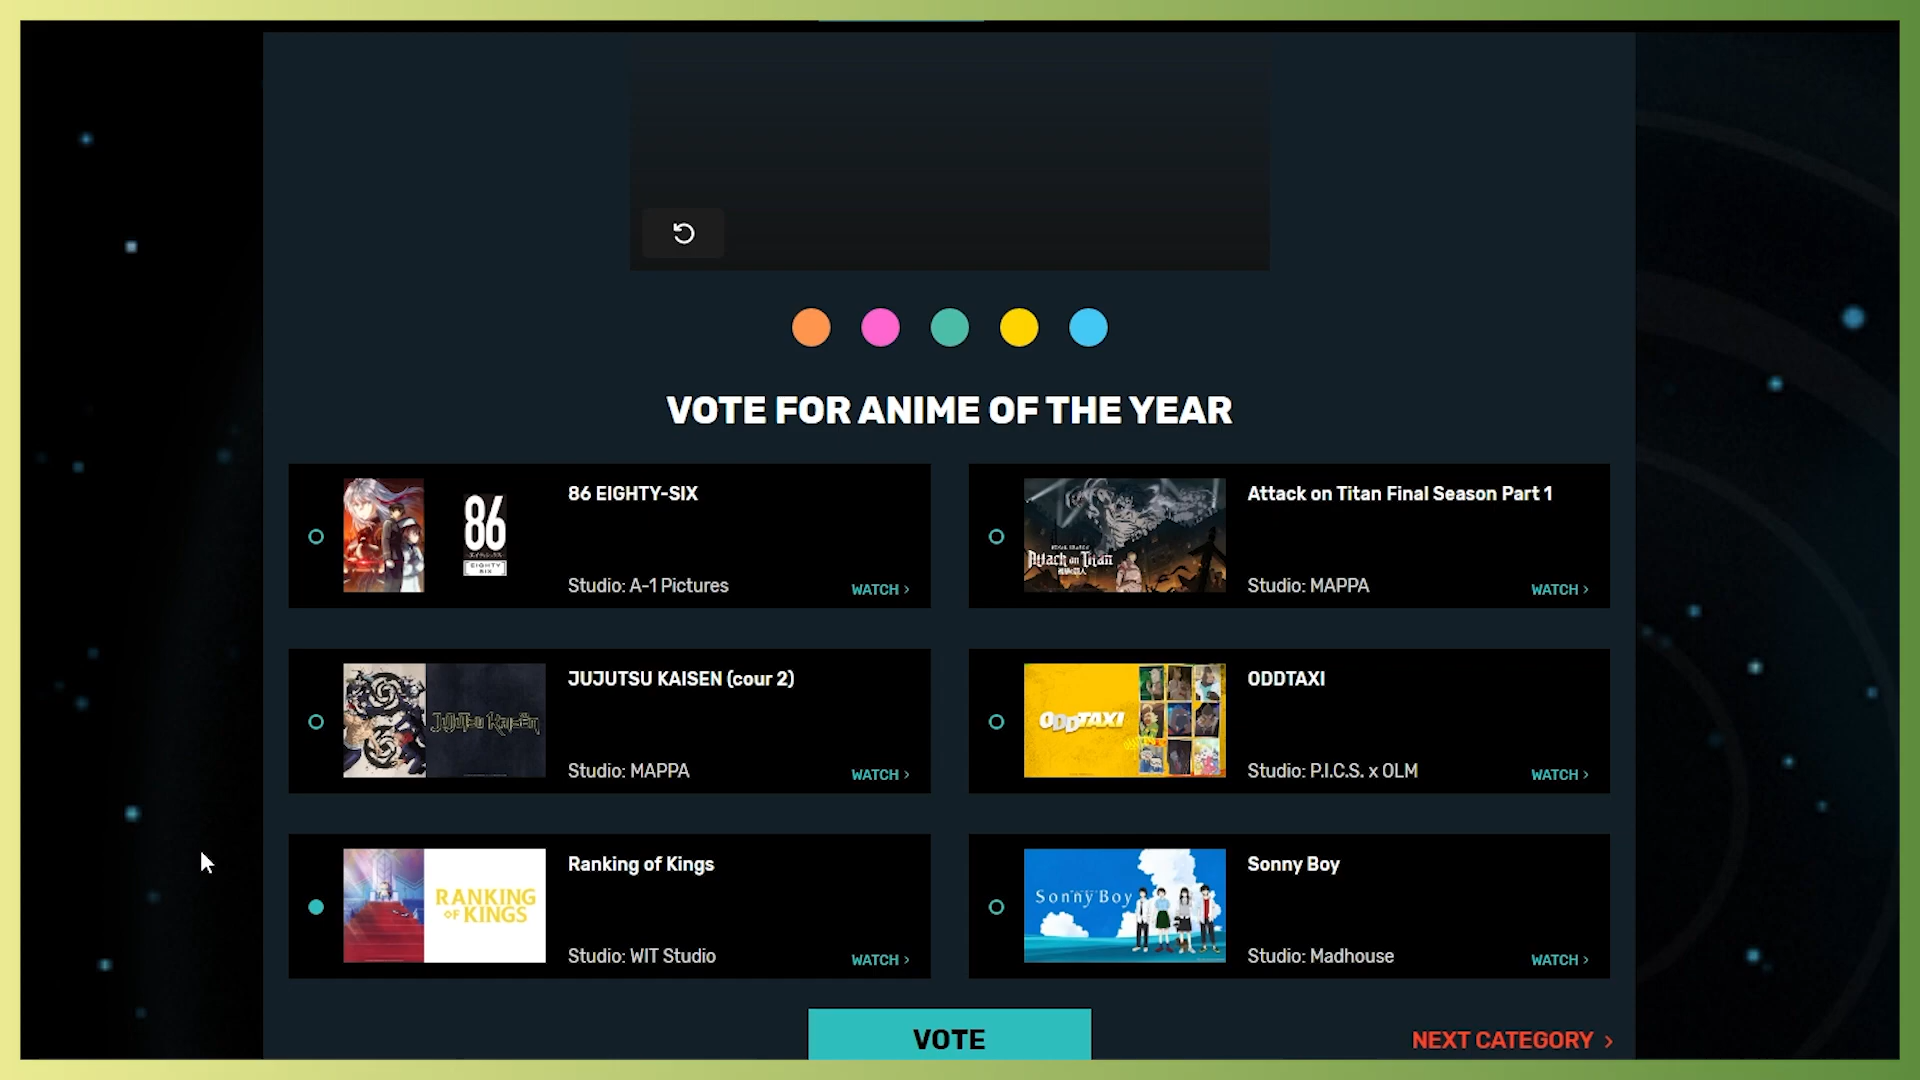 VOTE FOR ANIME OF THE YEAR
86
EIGHTY
SIX
86 EIGHTY-SIX
Studio: A-1 Pictures
WATCH >
Attack on Titan
Attack on Titan Final Season Part 1
Studio: MAPPA
WATCH >
JUJUTSU KAISEN
JUJUTSU KAISEN (cour 2)
Studio: MAPPA
WATCH >
ODDTAXI
ODDTAXI
Studio: P.I.C.S. x OLM
WATCH >
RANKING
OF KINGS
Ranking of Kings
Studio: WIT Studio
WATCH >
Sonny Boy
Sonny Boy
Studio: Madhouse
WATCH >
VOTE
NEXT CATEGORY >